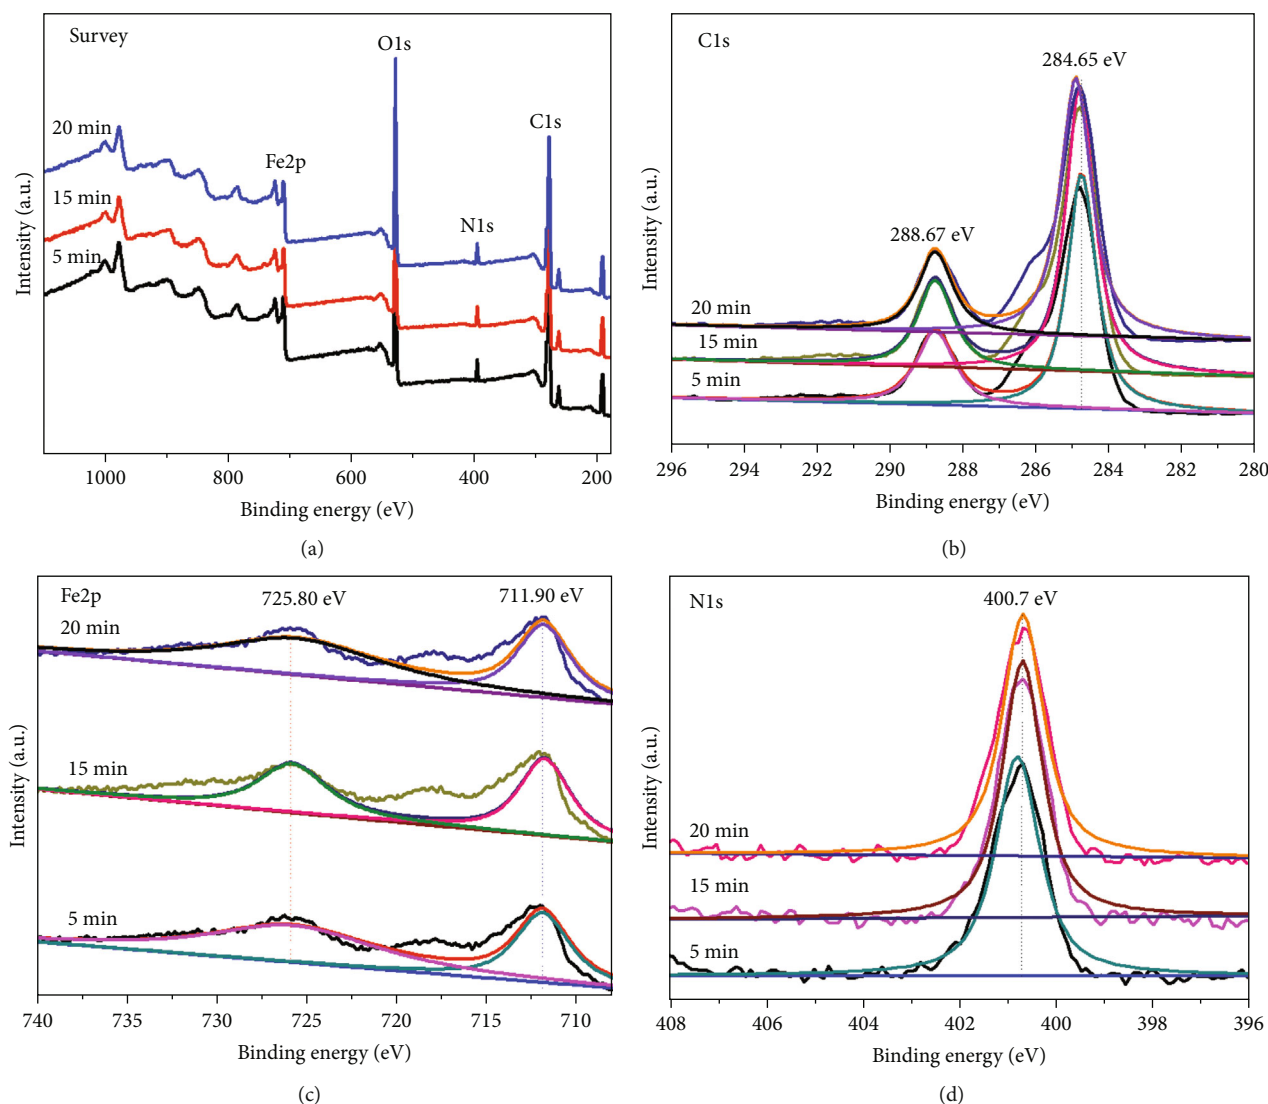 Survey
O1s
C1s
20 min
Fe2p
15 min
N1s
5 min
Intensity (a.u.)
1000 800 600 400 200
Binding energy (eV)
(a)
C1s
284.65 eV
288.67 eV
20 min
15 min
5 min
Intensity (a.u.)
296 294 292 290 288 286 284 282 280
Binding energy (eV)
(b)
Fe2p
725.80 eV
711.90 eV
20 min
15 min
5 min
Intensity (a.u.)
740 735 730 725 720 715 710
Binding energy (eV)
(c)
N1s
400.7 eV
20 min
15 min
5 min
Intensity (a.u.)
408 406 404 402 400 398 396
Binding energy (eV)
(d)